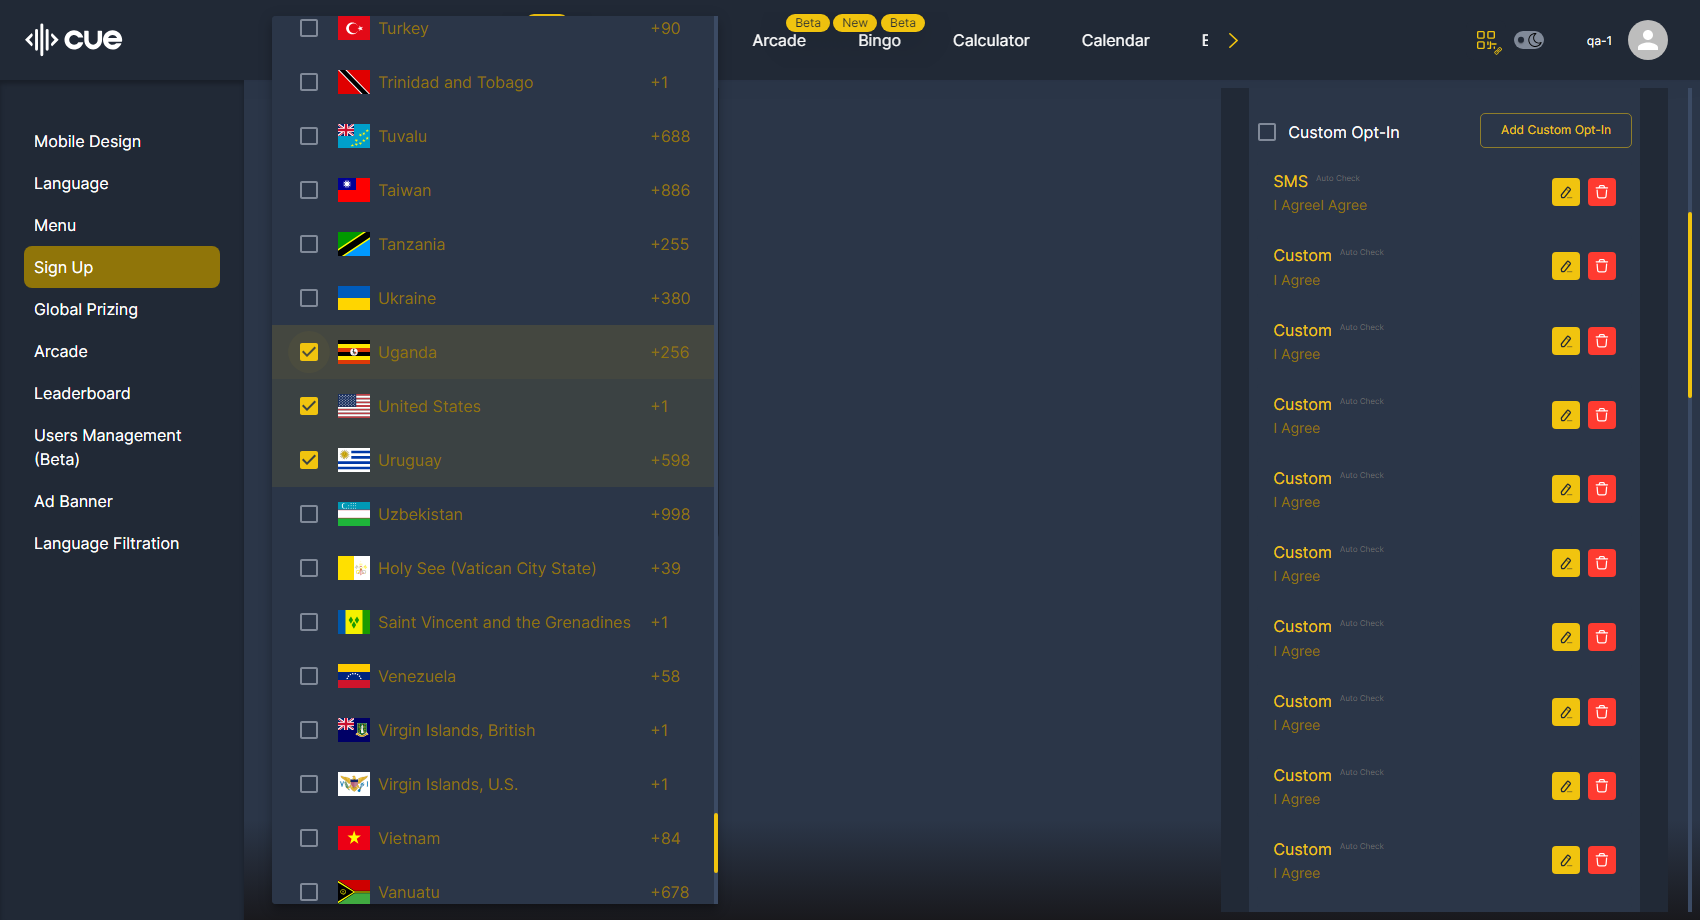 cue
Beta
New
Beta
Arcade
Bingo
Calculator
Calendar
qa-1
Mobile Design
Language
Menu
Sign Up
Global Prizing
Arcade
Leaderboard
Users Management
(Beta)
Ad Banner
Language Filtration
Turkey +90
Trinidad and Tobago +1
Tuvalu +688
Taiwan +886
Tanzania +255
Ukraine +380
Uganda +256
United States +1
Uruguay +598
Uzbekistan +998
Holy See (Vatican City State) +39
Saint Vincent and the Grenadines +1
Venezuela +58
Virgin Islands, British +1
Virgin Islands, U.S. +1
Vietnam +84
Vanuatu +678
Custom Opt-In
Add Custom Opt-In
SMS Auto Check
I AgreeI Agree
Custom Auto Check
I Agree
Custom Auto Check
I Agree
Custom Auto Check
I Agree
Custom Auto Check
I Agree
Custom Auto Check
I Agree
Custom Auto Check
I Agree
Custom Auto Check
I Agree
Custom Auto Check
I Agree
Custom Auto Check
I Agree